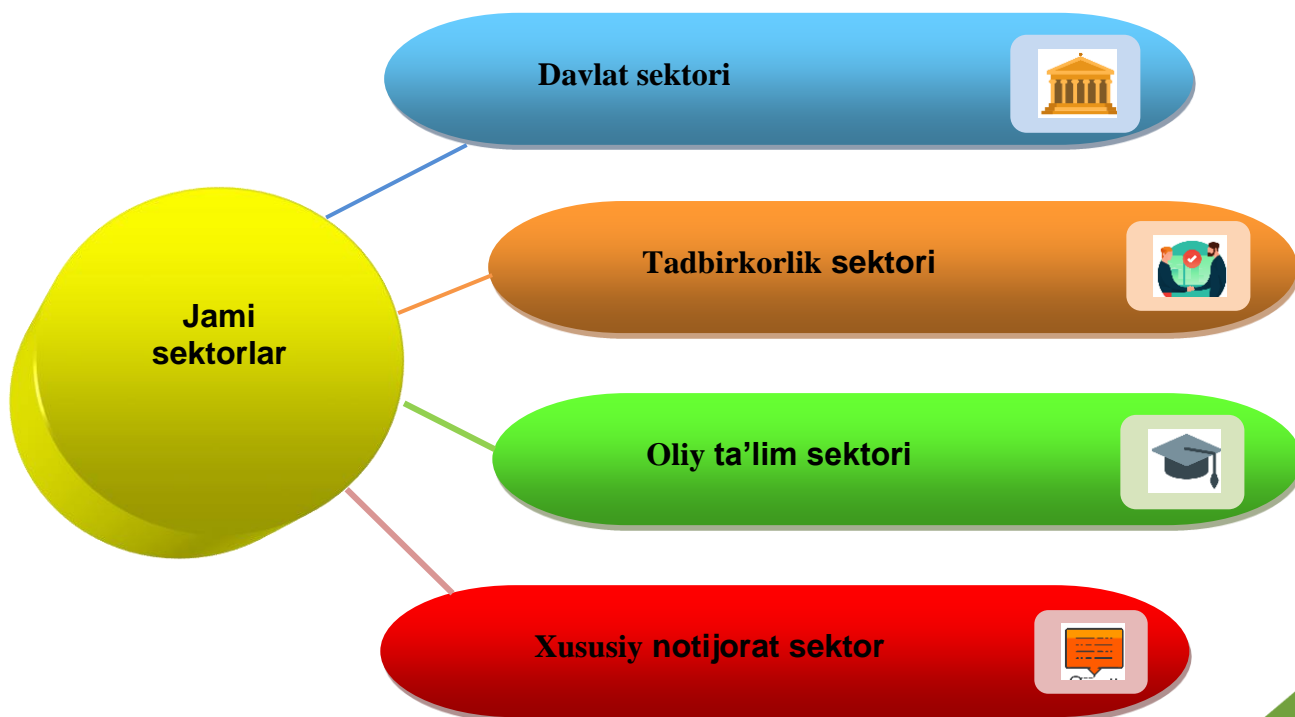 Davlat sektori
Tadbirkorlik sektori
Jami
sektorlar
Oliy ta’lim sektori
Xususiy notijorat sektor